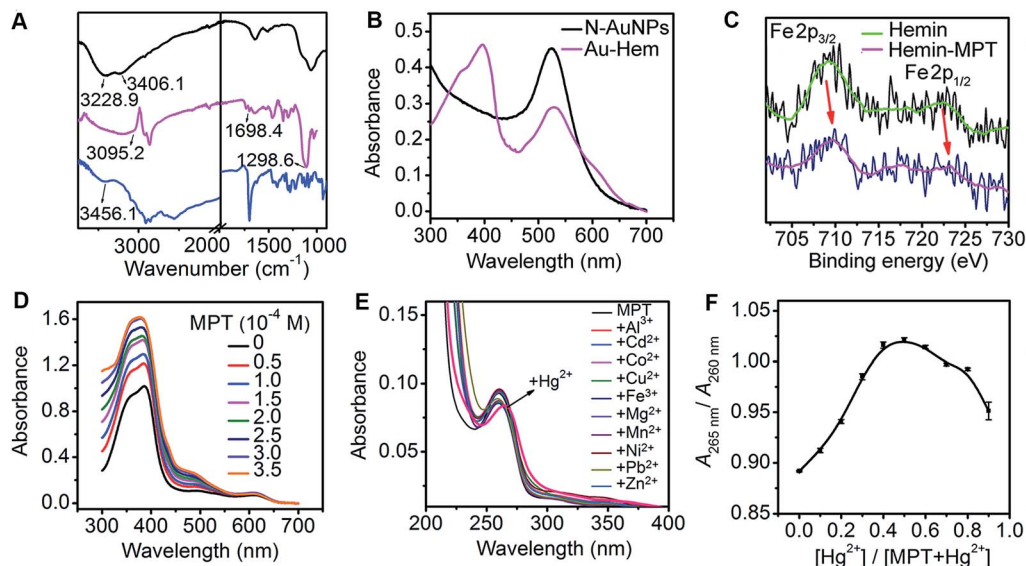 A
3406.1
3228.9
1698.4
3095.2
1298.6
3456.1
3000
2000
1500
1000
Wavenumber (cm⁻¹)
B
N-AuNPs
Au-Hem
Absorbance
0.5
0.4
0.3
0.2
0.1
0.0
300
400
500
600
700
Wavelength (nm)
C
Fe2p₃/₂
Hemin
Hemin-MPT
Fe2p₁/₂
705
710
715
720
725
730
Binding energy (eV)
D
MPT (10⁻⁴ M)
0
0.5
1.0
1.5
2.0
2.5
3.0
3.5
Absorbance
1.6
1.2
0.8
0.4
0.0
300
400
500
600
700
Wavelength (nm)
E
MPT
+Al³⁺
+Cd²⁺
+Co²⁺
+Cu²⁺
+Fe³⁺
+Mg²⁺
+Mn²⁺
+Ni²⁺
+Pb²⁺
+Zn²⁺
+Hg²⁺
Absorbance
0.15
0.10
0.05
200
250
300
350
400
Wavelength (nm)
F
A₂₆₅ ₙₘ/ A₂₆₀ ₙₘ
1.00
0.95
0.90
0.85
0.0
0.2
0.4
0.6
0.8
1.0
[Hg²⁺] / [MPT+Hg²⁺]